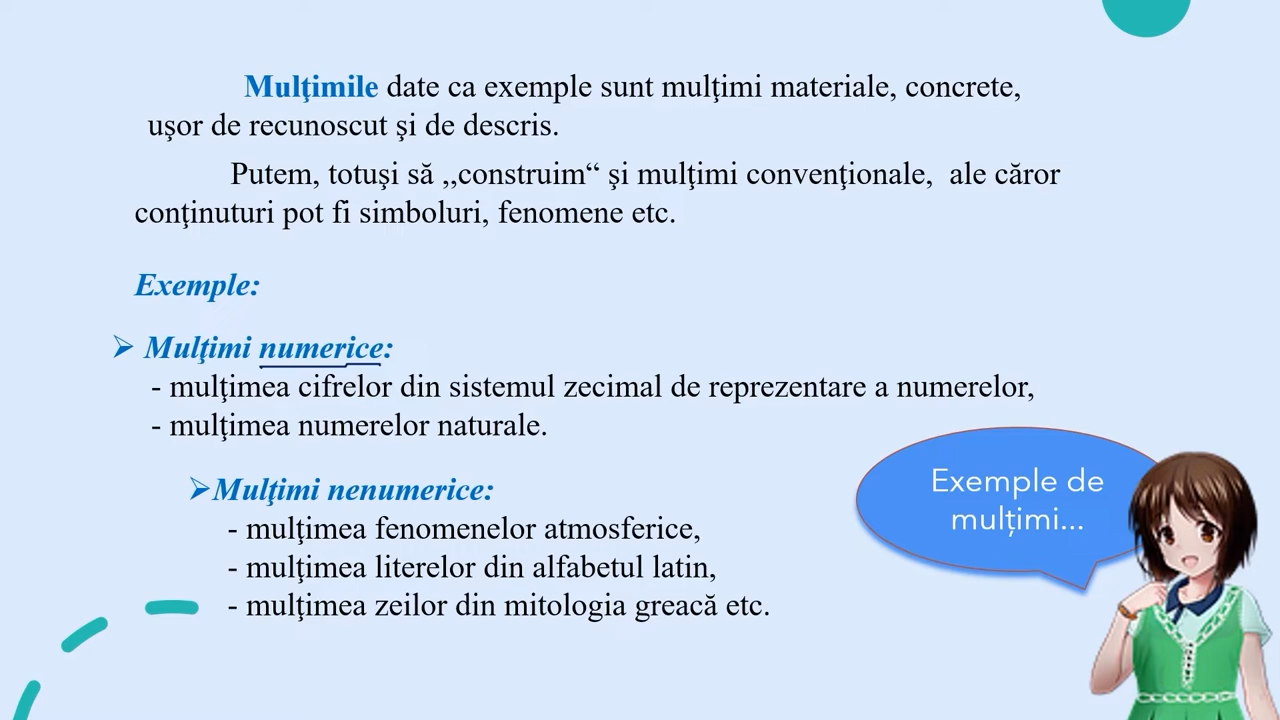 Mulţimile date ca exemple sunt mulţimi materiale, concrete,
uşor de recunoscut şi de descris.
Putem, totuşi să ,,construim“ şi mulţimi convenţionale, ale căror
conţinuturi pot fi simboluri, fenomene etc.
Exemple:
⮚ Mulţimi numerice:
- mulţimea cifrelor din sistemul zecimal de reprezentare a numerelor,
- mulţimea numerelor naturale.
⮚Mulţimi nenumerice:
- mulţimea fenomenelor atmosferice,
- mulţimea literelor din alfabetul latin,
- mulţimea zeilor din mitologia greacă etc.
Exemple de
mulțimi...